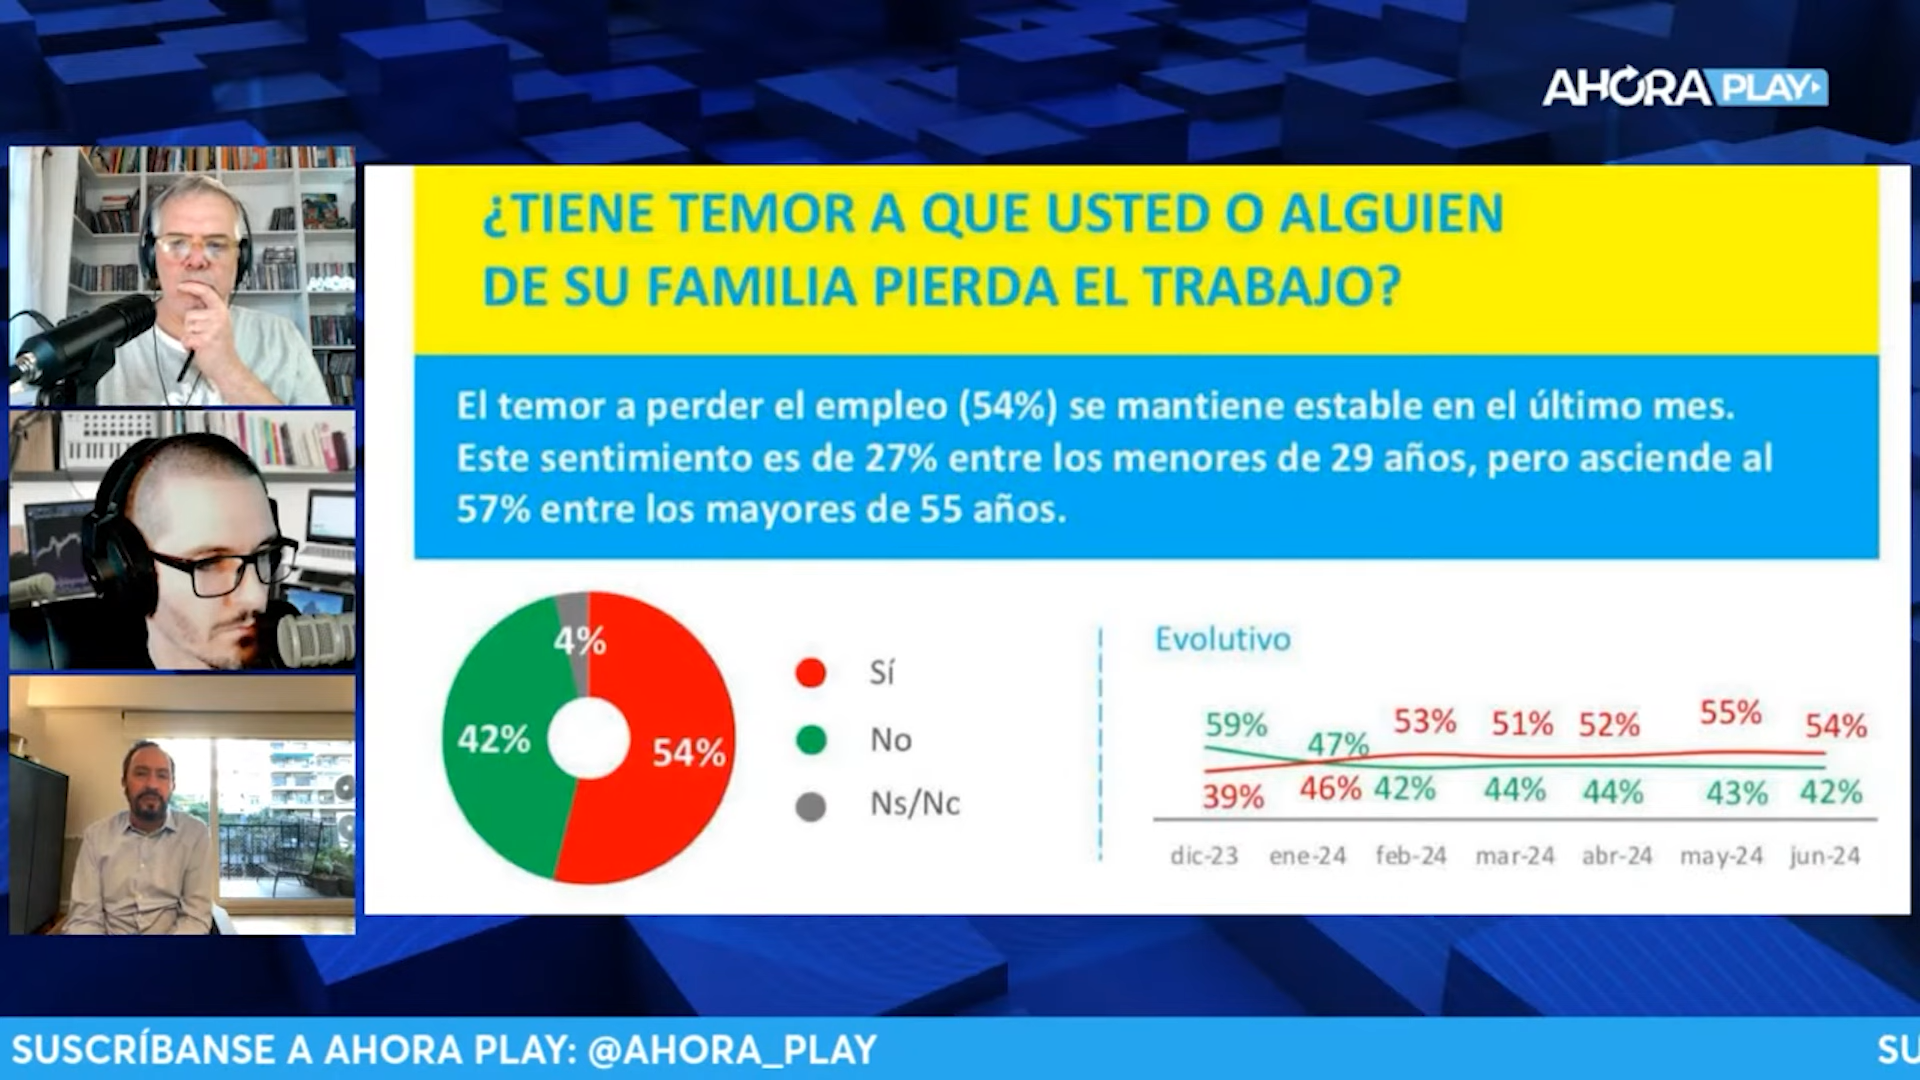 AHORA PLAY
¿TIENE TEMOR A QUE USTED O ALGUIEN
DE SU FAMILIA PIERDA EL TRABAJO?
El temor a perder el empleo (54%) se mantiene estable en el último mes.
Este sentimiento es de 27% entre los menores de 29 años, pero asciende al
57% entre los mayores de 55 años.
4%
42%
54%
Sí
No
Ns/Nc
Evolutivo
59% 47% 53% 51% 52% 55% 54%
39% 46% 42% 44% 44% 43% 42%
dic-23 ene-24 feb-24 mar-24 abr-24 may-24 jun-24
SUSCRÍBANSE A AHORA PLAY: @AHORA_PLAY
SU